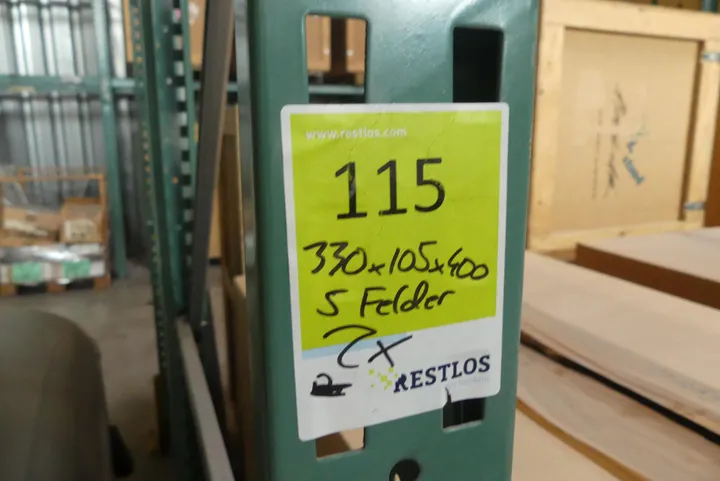 www.restlos.com
115
330x105x400
5 Felder
2x
RESTLOS